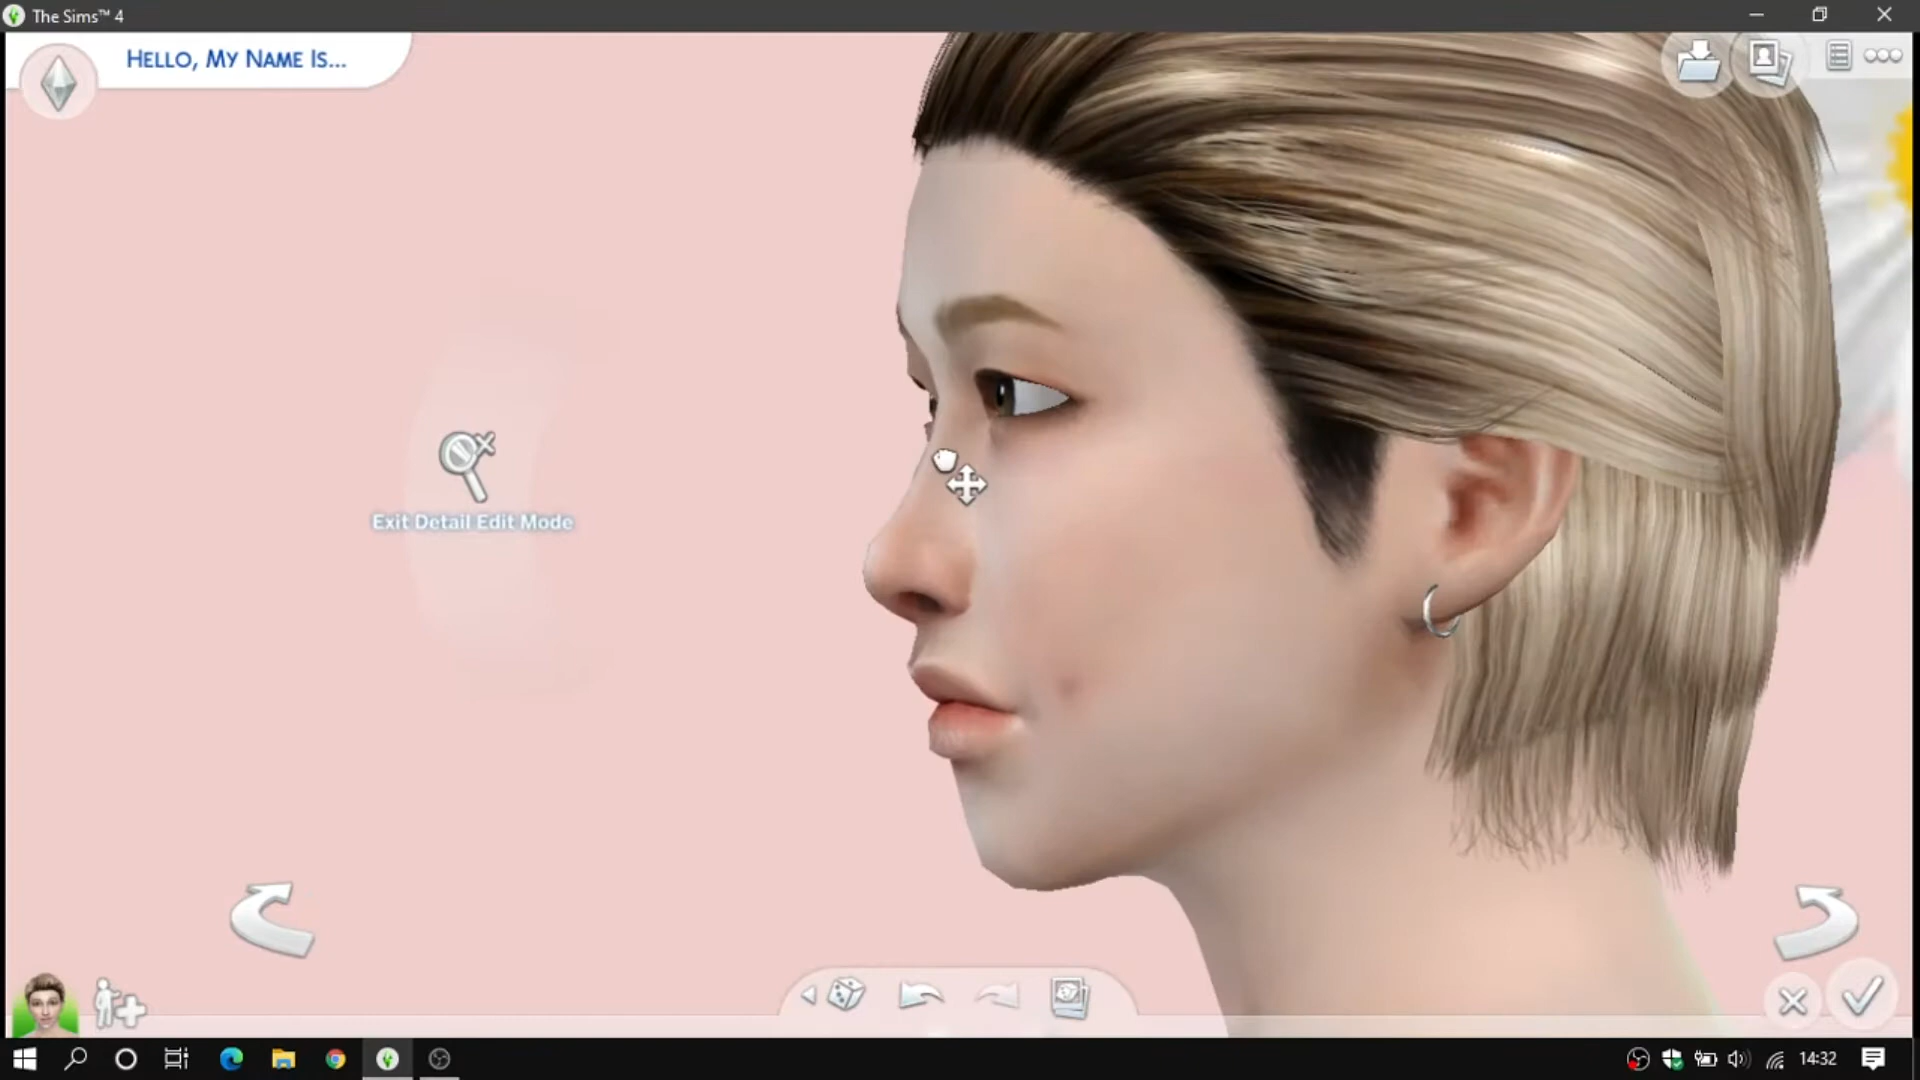 The Sims™ 4
HELLO, MY NAME IS...
Exit Detail Edit Mode
14:32